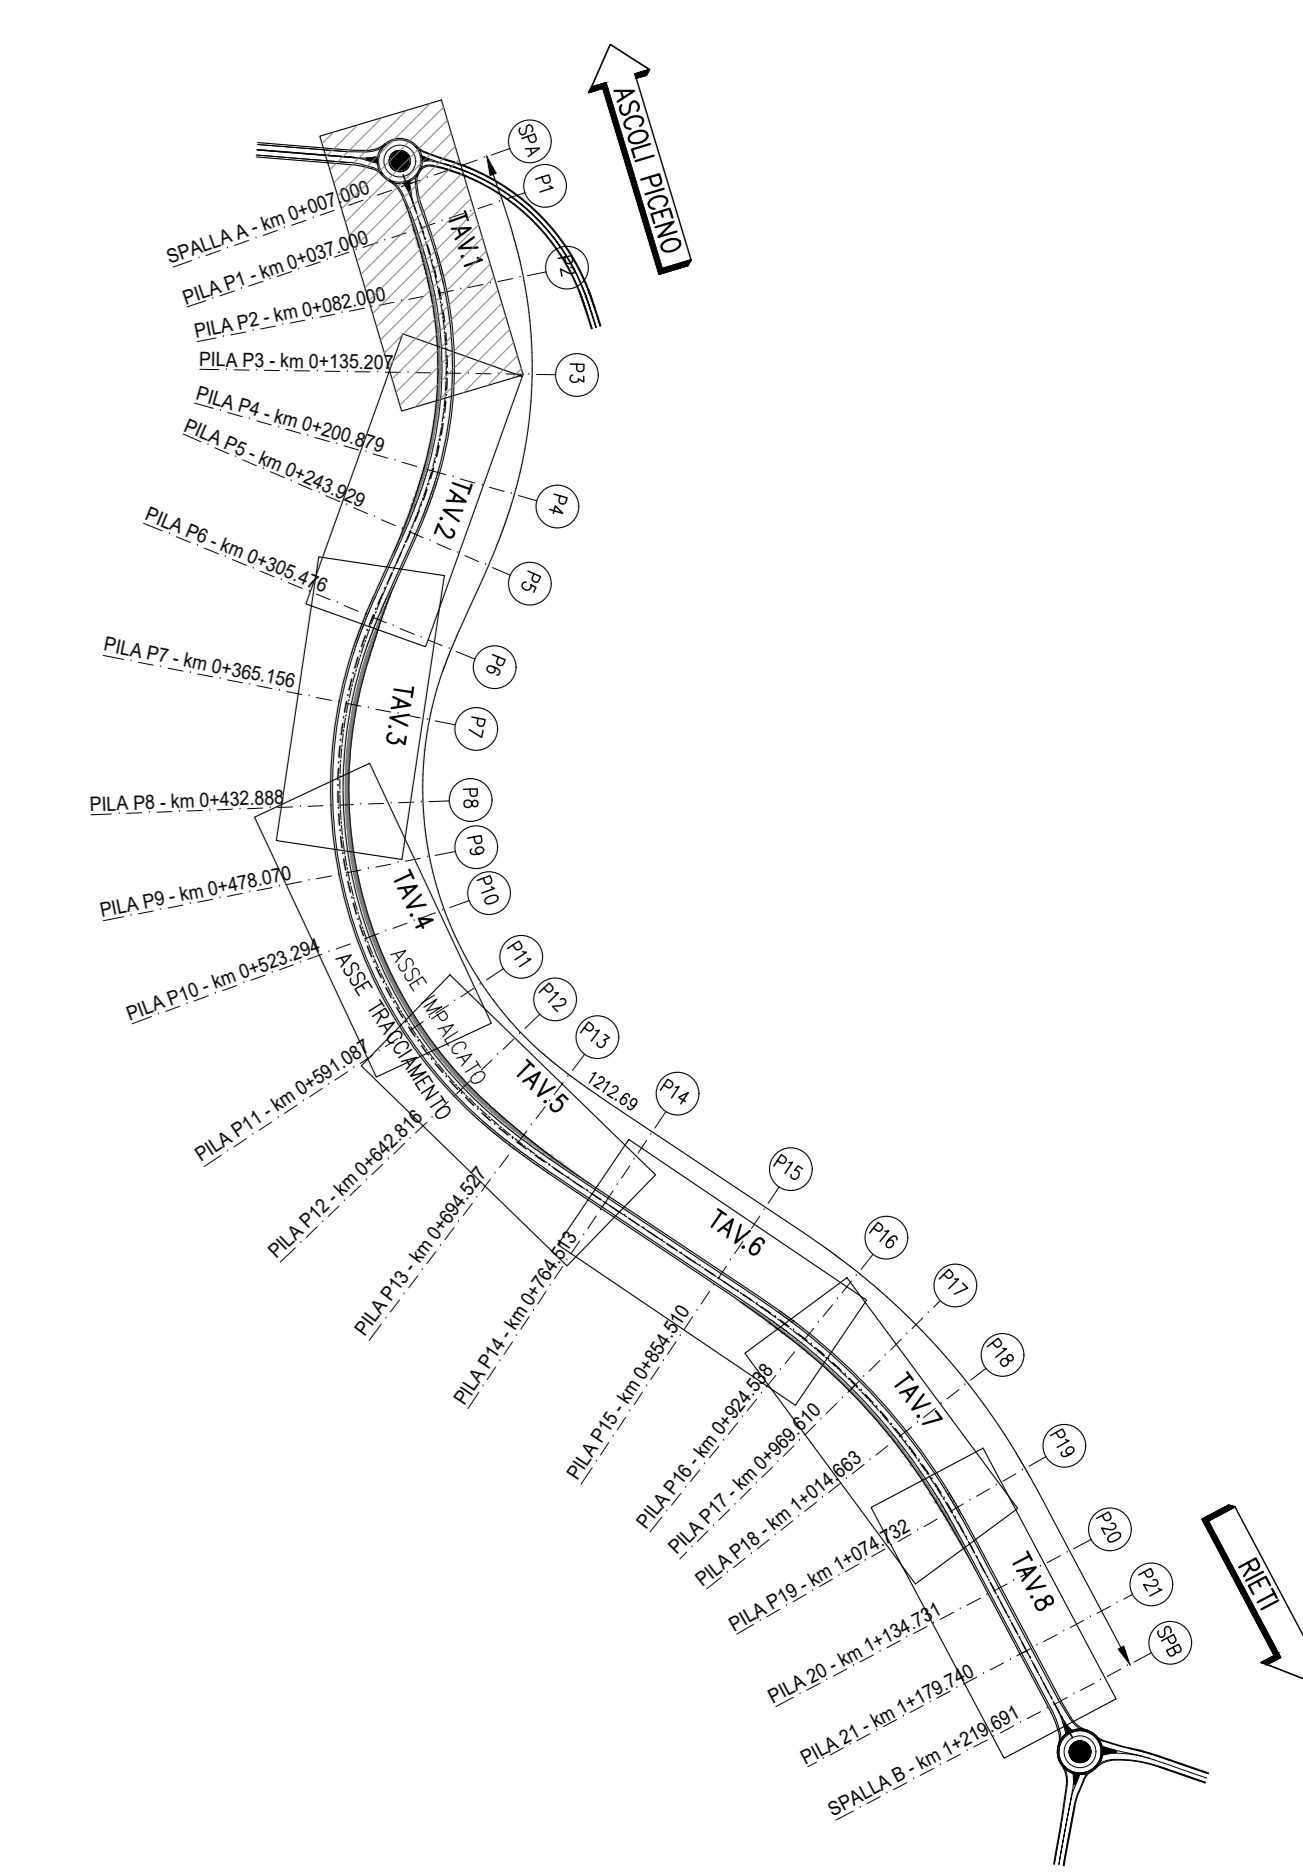 ASCOLI PICENO
SPA
P1
P2
P3
P4
P5
P6
P7
P8
P9
P10
P11
P12
P13
P14
P15
P16
P17
P18
P19
P20
P21
SPB
SPALLA A - km 0+007.000
PILA P1 - km 0+037.000
PILA P2 - km 0+082.000
PILA P3 - km 0+135.207
PILA P4 - km 0+200.879
PILA P5 - km 0+243.929
PILA P6 - km 0+305.476
PILA P7 - km 0+365.156
PILA P8 - km 0+432.888
PILA P9 - km 0+478.070
PILA P10 - km 0+523.294
PILA P11 - km 0+591.087
PILA P12 - km 0+642.816
PILA P13 - km 0+694.527
PILA P14 - km 0+764.513
PILA P15 - km 0+854.510
PILA P16 - km 0+924.538
PILA P17 - km 0+969.610
PILA P18 - km 1+014.663
PILA P19 - km 1+074.732
PILA 20 - km 1+134.731
PILA 21 - km 1+179.740
SPALLA B - km 1+219.691
TAV.1
TAV.2
TAV.3
TAV.4
ASSE IMPALCATO
ASSE TRACCIAMENTO
TAV.5
1212.69
TAV.6
TAV.7
TAV.8
RIETI